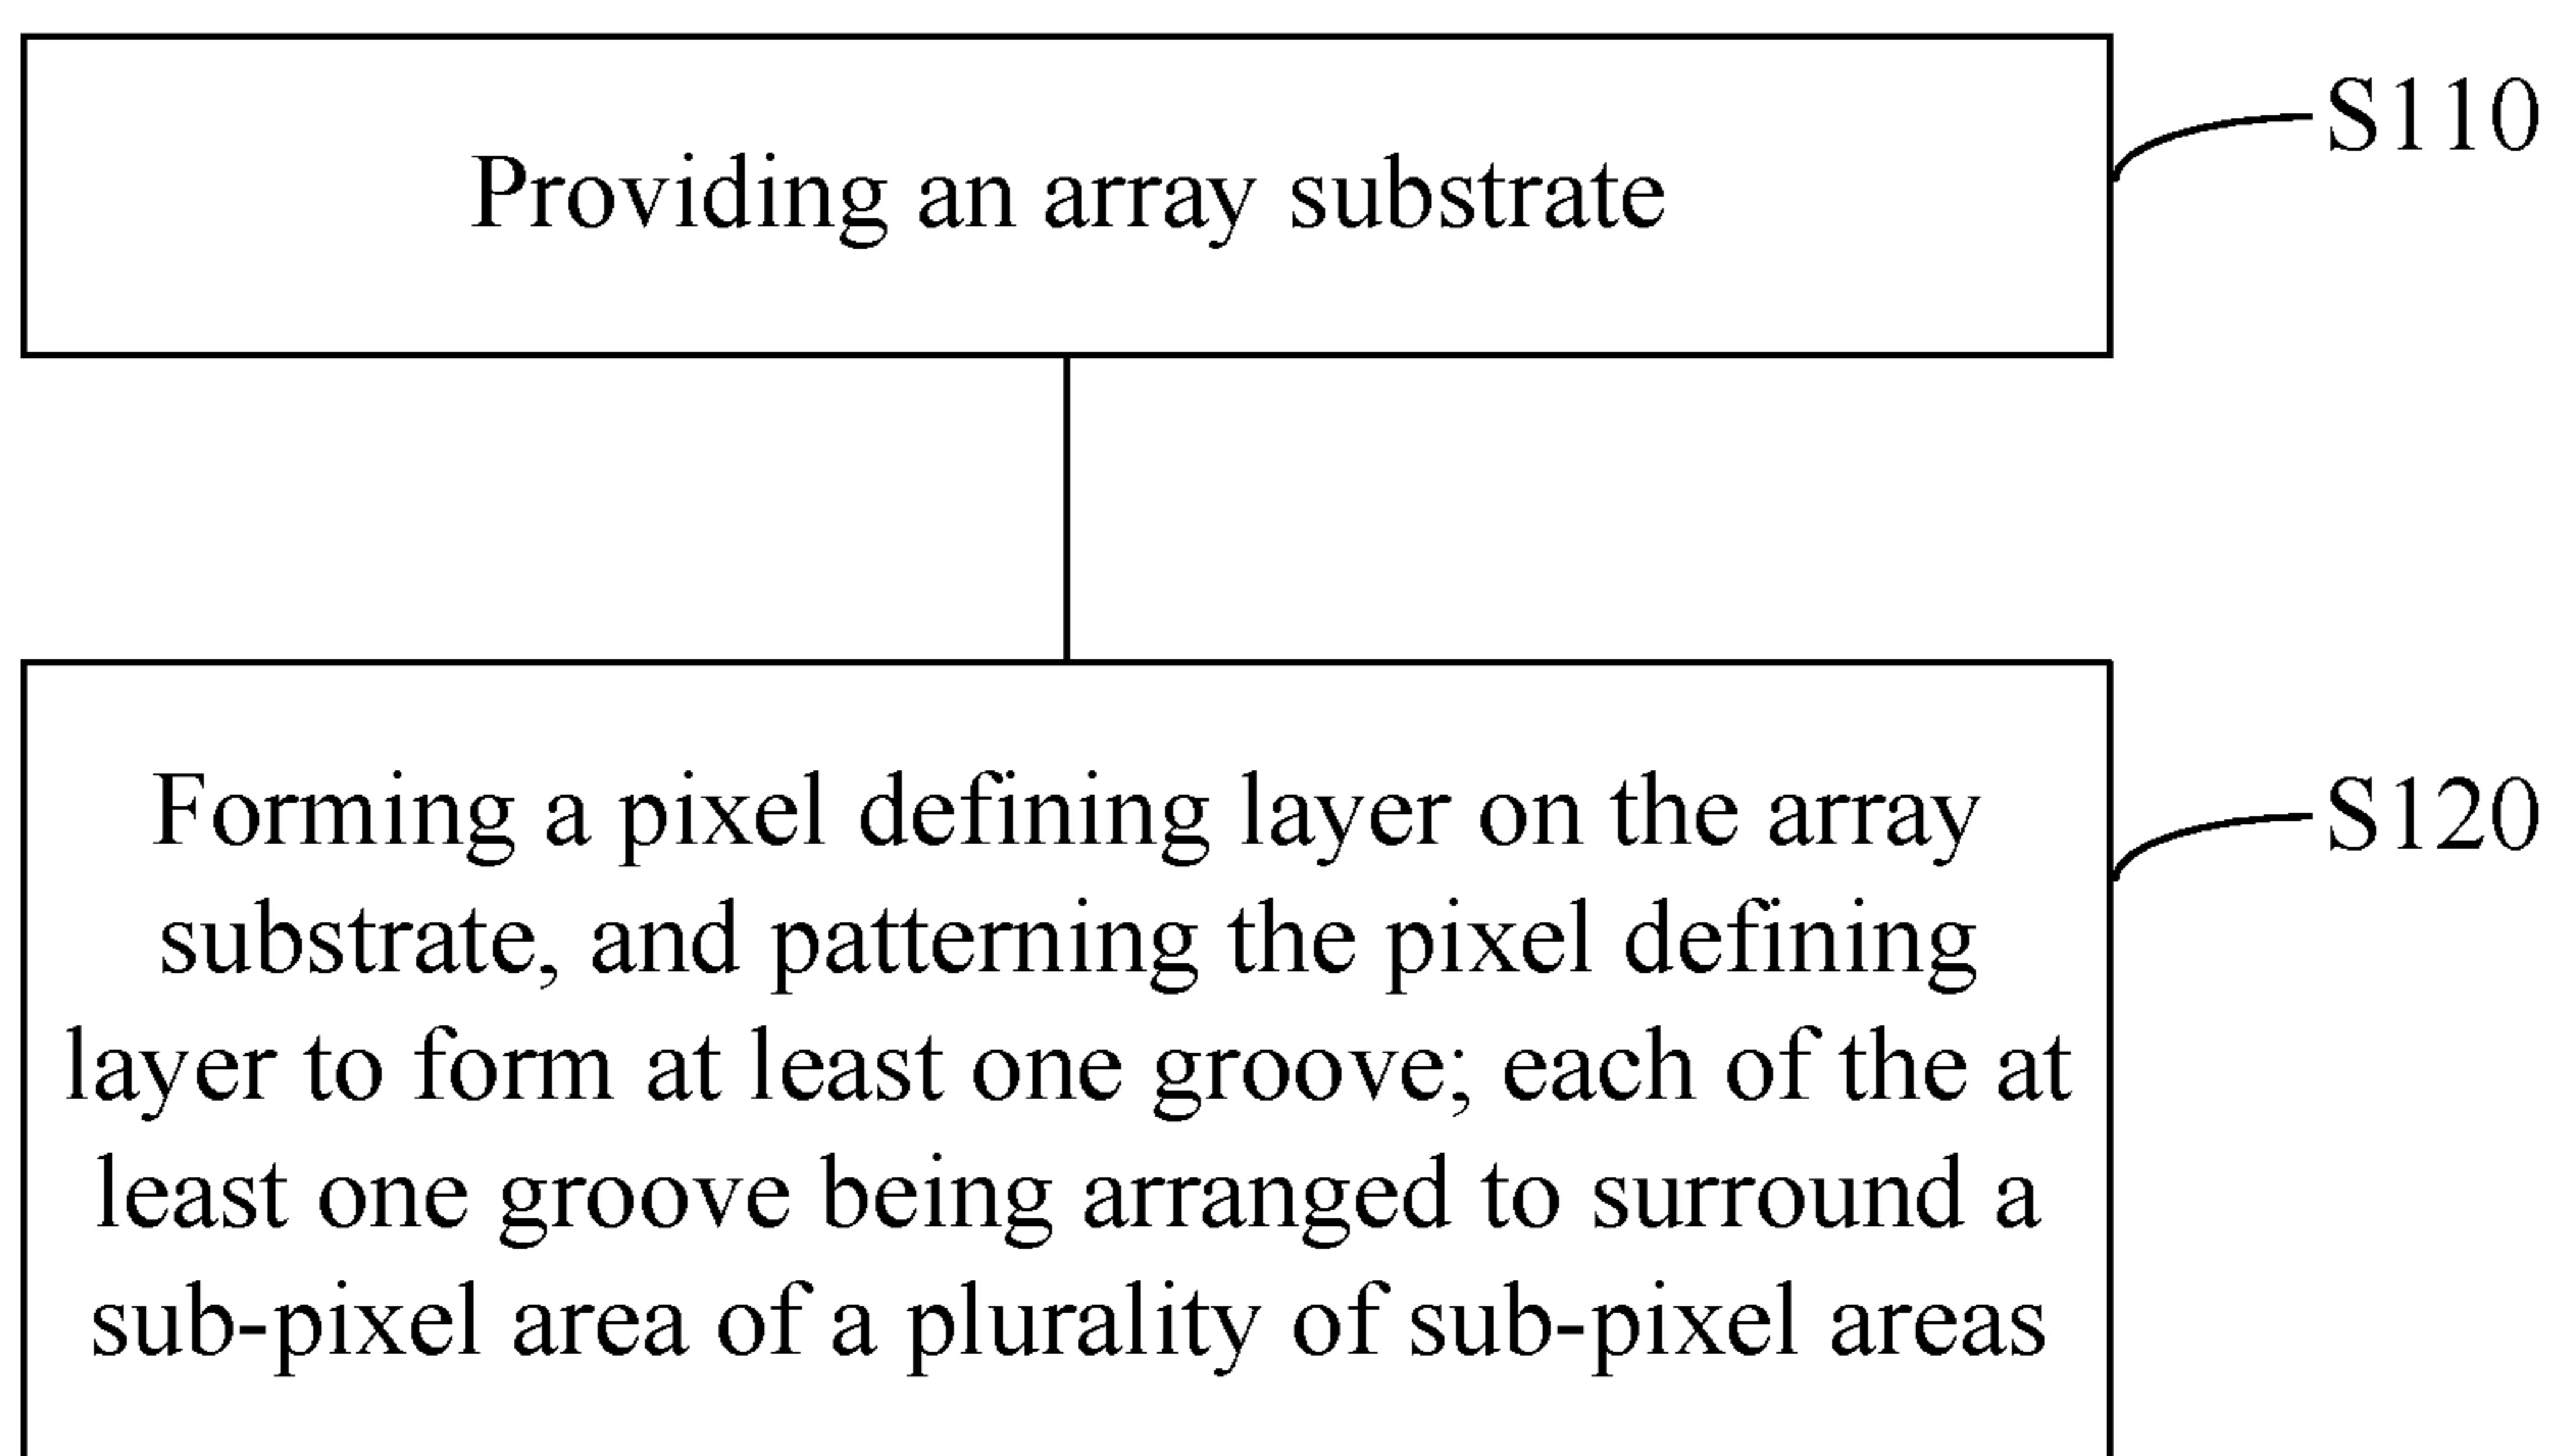 Providing an array substrate
S110
Forming a pixel defining layer on the array
substrate, and patterning the pixel defining
layer to form at least one groove; each of the at
least one groove being arranged to surround a
sub-pixel area of a plurality of sub-pixel areas
S120